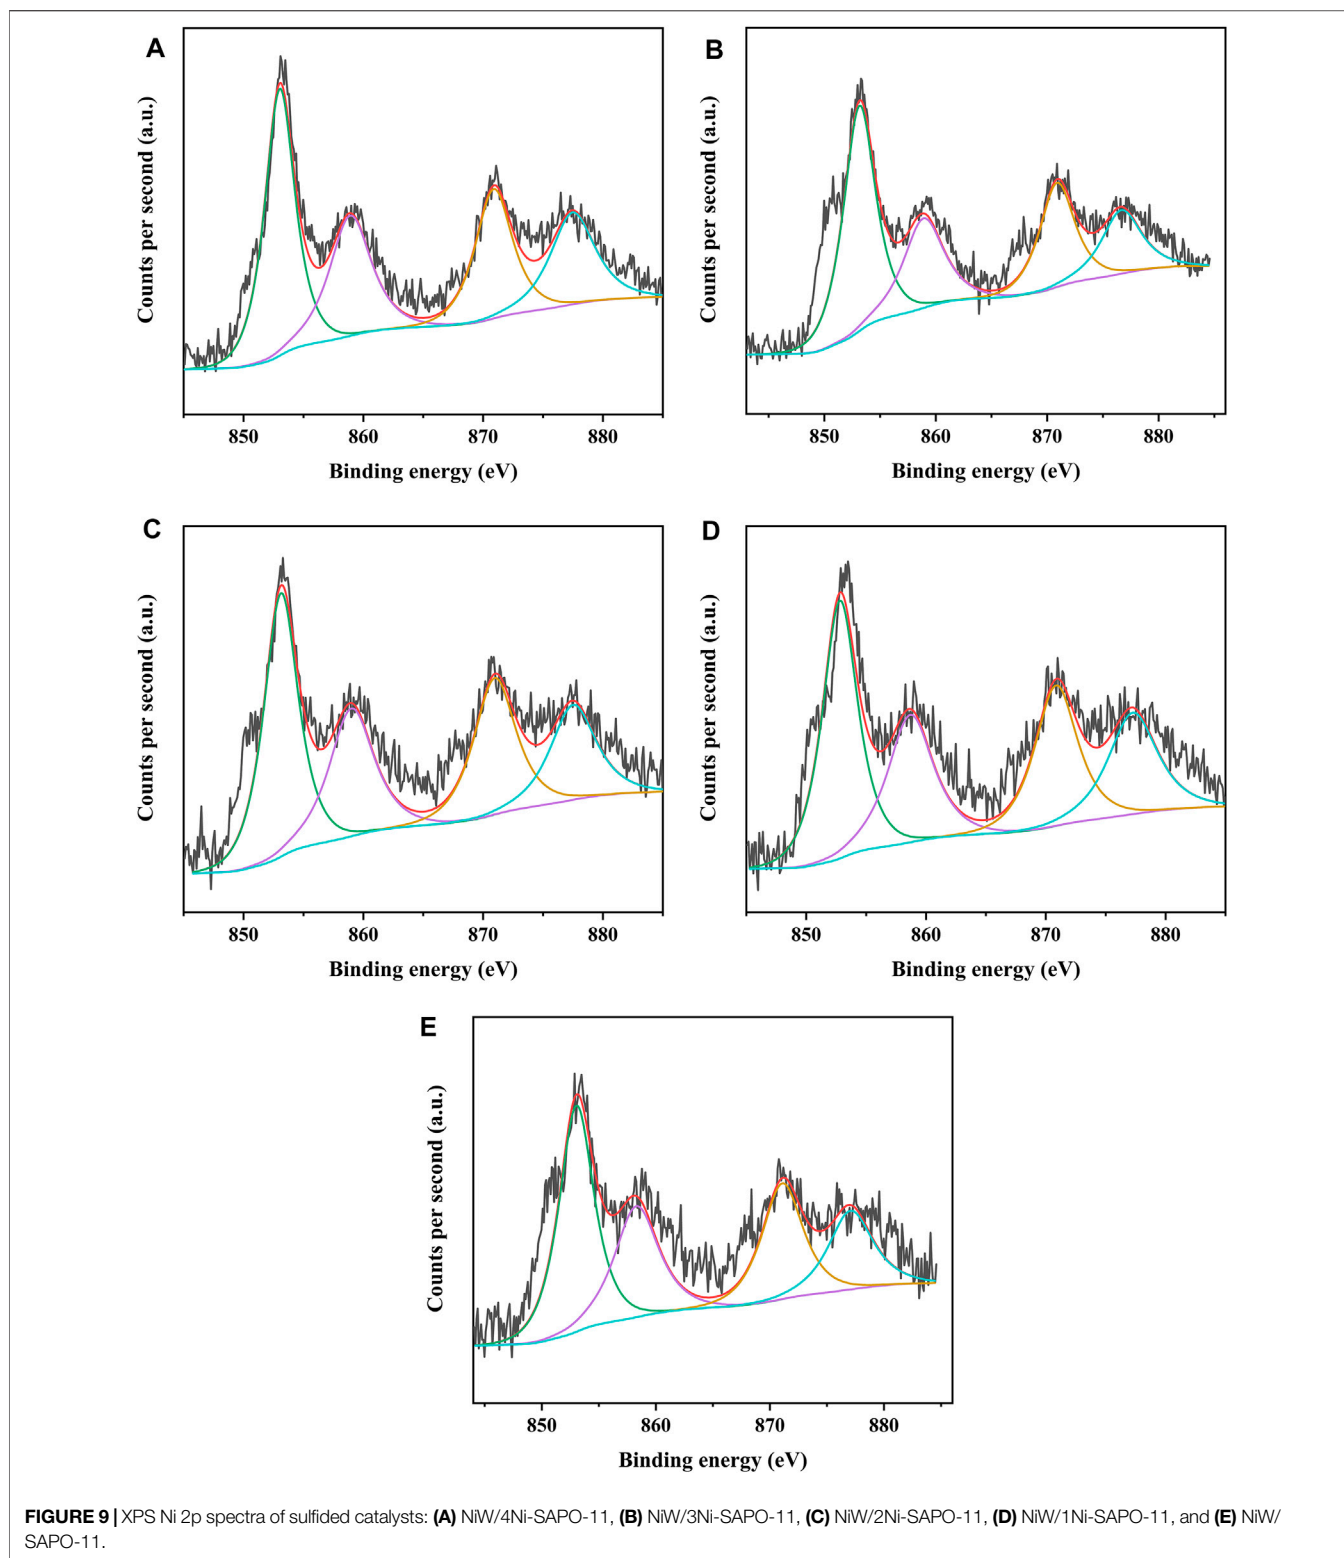 A
Counts per second (a.u.)
850 860 870 880
Binding energy (eV)
B
Counts per second (a.u.)
850 860 870 880
Binding energy (eV)
C
Counts per second (a.u.)
850 860 870 880
Binding energy (eV)
D
Counts per second (a.u.)
850 860 870 880
Binding energy (eV)
E
Counts per second (a.u.)
850 860 870 880
Binding energy (eV)
FIGURE 9 | XPS Ni 2p spectra of sulfided catalysts: (A) NiW/4Ni-SAPO-11, (B) NiW/3Ni-SAPO-11, (C) NiW/2Ni-SAPO-11, (D) NiW/1Ni-SAPO-11, and (E) NiW/
SAPO-11.